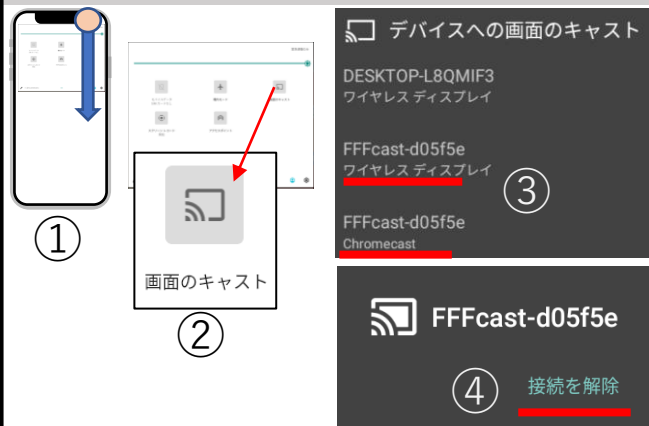 ①
②
画面のキャスト
デバイスへの画面のキャスト
DESKTOP-L8QMIF3
ワイヤレス ディスプレイ
FFFcast-d05f5e
ワイヤレス ディスプレイ
③
FFFcast-d05f5e
Chromecast
FFFcast-d05f5e
④
接続を解除